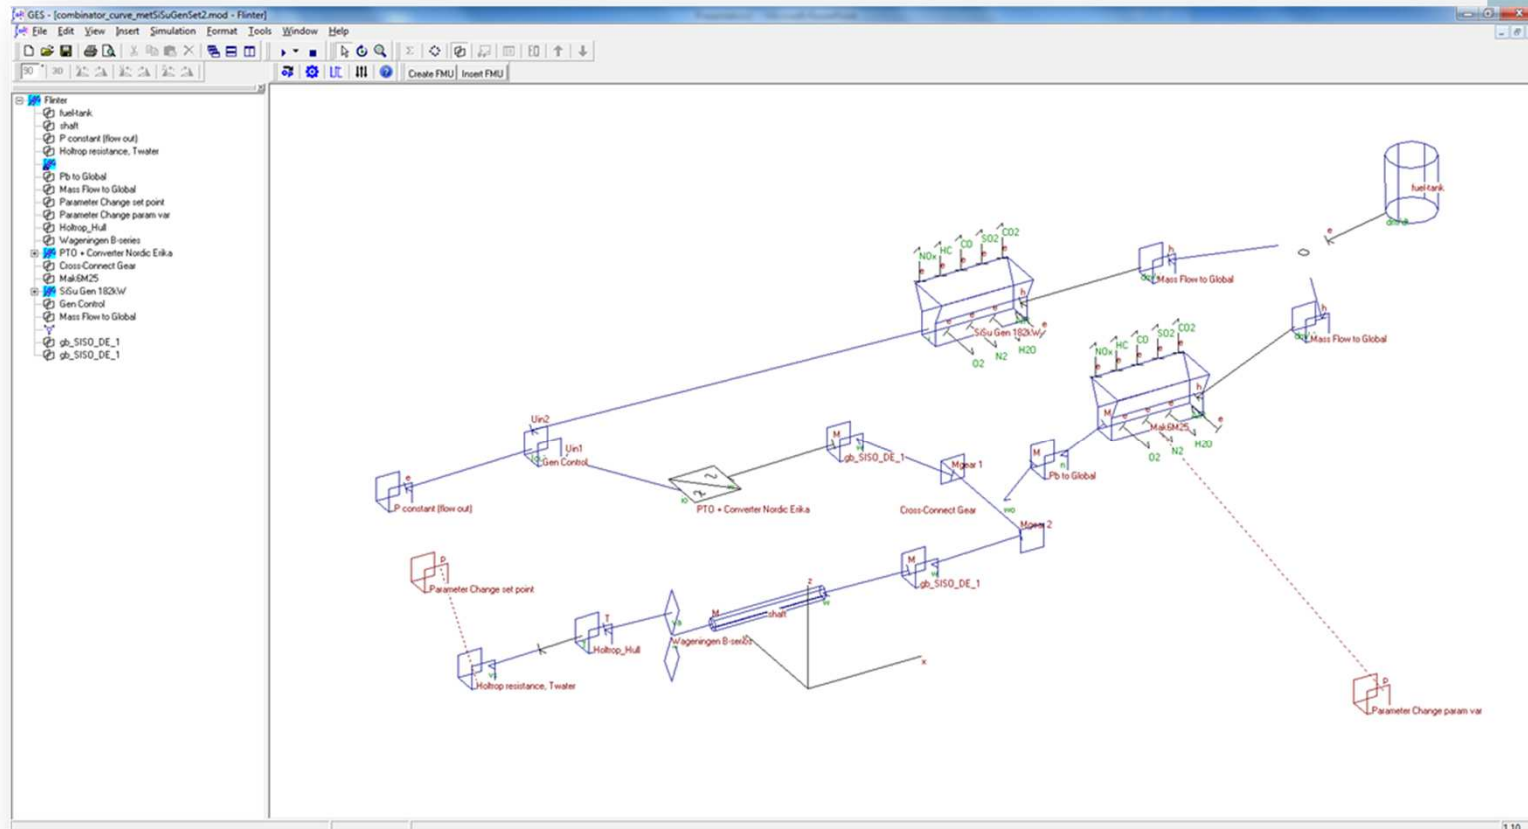 GES - [combinator_curve_metSiSuGenSet2.mod - Flinter]
File Edit View Insert Simulation Format Tools Window Help
90° 3D
Create FMU Insert FMU
Flinter
fuel-tank
shaft
P constant (flow out)
Holtrop resistance, Twater
Pb to Global
Mass Flow to Global
Parameter Change set point
Parameter Change param var
Holtrop_Hull
Wageningen B-series
PTO + Converter Nordic Erika
Cross-Connect Gear
Mak6M25
SiSu Gen 182kW
Gen Control
Mass Flow to Global
gb_SISO_DE_1
gb_SISO_DE_1
fuel-tank
e
NOx HC CO SO2 CO2
h
Mass Flow to Global
h
SiSu Gen 182kW
e
O2 N2 H2O
h
Mass Flow to Global
NOx HC CO SO2 CO2
h
M
Mak6M25
e
O2 N2 H2O
Uin2
Uin1
Gen Control
M
gb_SISO_DE_1
Mgear 1
M
Pb to Global
e
P constant (flow out)
PTO + Converter Nordic Erika
Cross-Connect Gear
Mgear 2
p
Parameter Change set point
M
gb_SISO_DE_1
z
M
shaft
T
Holtrop_Hull
Wageningen B-series
x
Holtrop resistance, Twater
p
Parameter Change param var
1.10